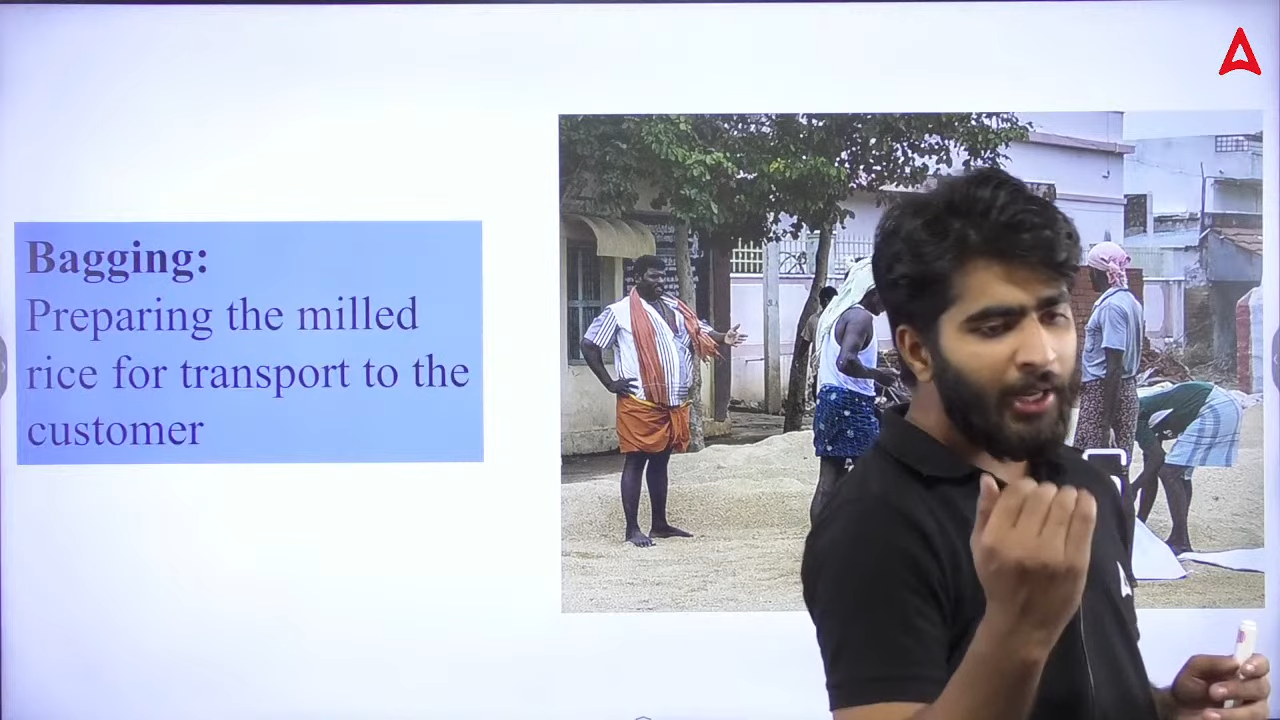 Bagging:
Preparing the milled
rice for transport to the
customer